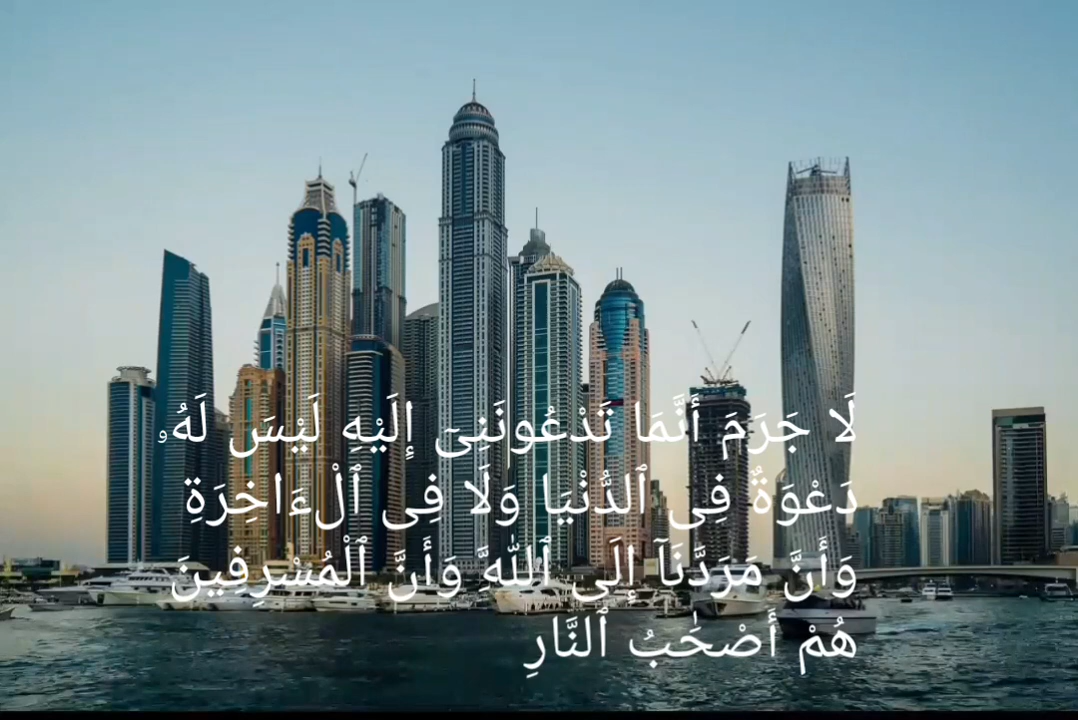 لَا جَرَمَ أَنَّمَا تَدْعُونَنِىٓ إِلَيْهِ لَيْسَ لَهُۥ
دَعْوَةٌ فِى ٱلدُّنْيَا وَلَا فِى ٱلْءَاخِرَةِ
وَأَنَّ مَرَدَّنَآ إِلَى ٱللَّهِ وَأَنَّ ٱلْمُسْرِفِينَ
هُمْ أَصْحَٰبُ ٱلنَّارِ